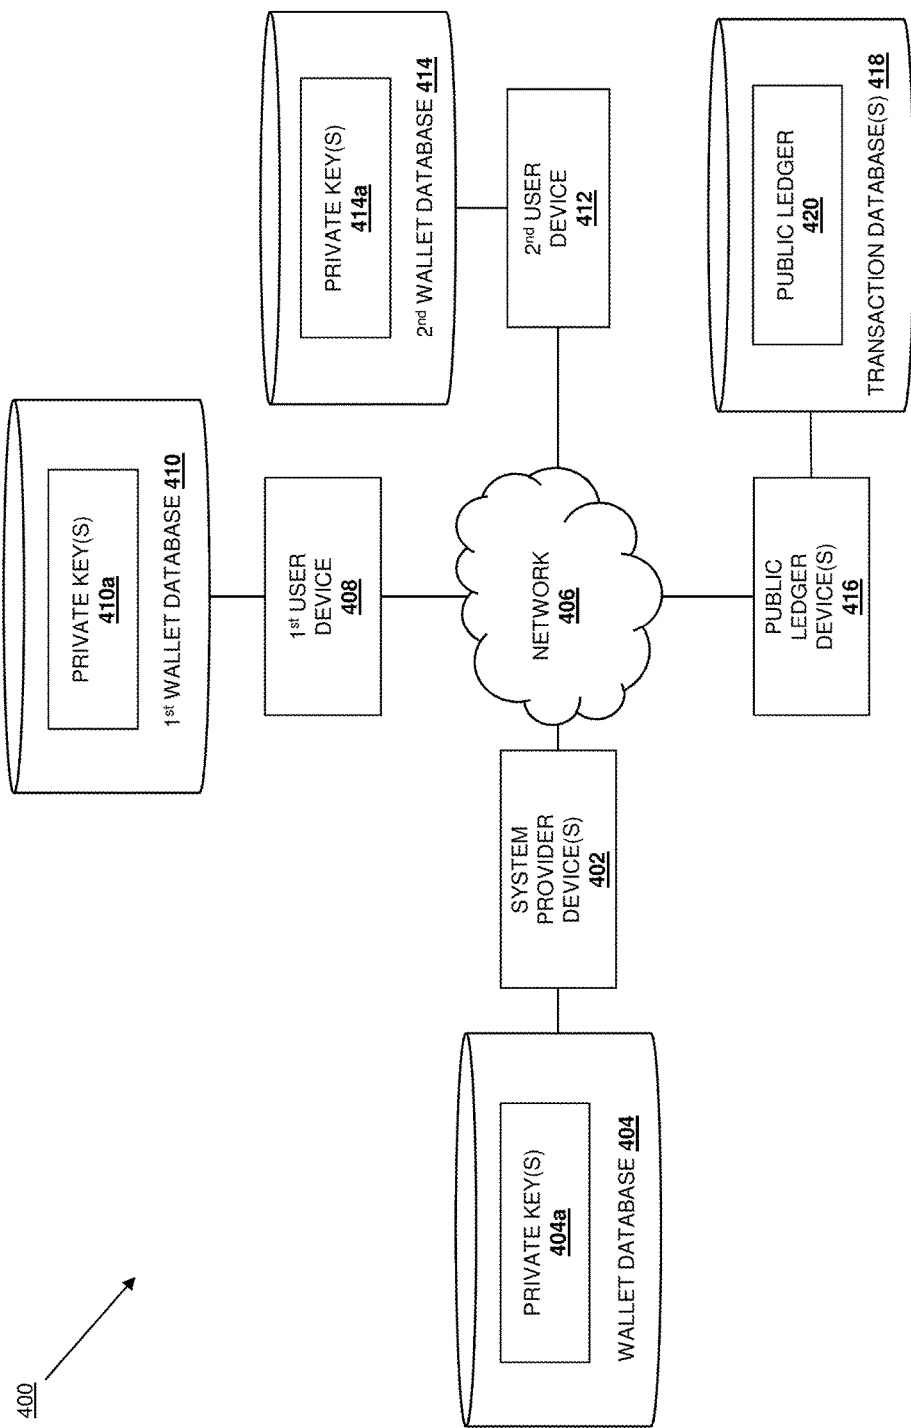 400
PRIVATE KEY(S)
410a
1st WALLET DATABASE 410
1st USER
DEVICE
408
PRIVATE KEY(S)
414a
2nd WALLET DATABASE 414
2nd USER
DEVICE
412
PRIVATE KEY(S)
404a
WALLET DATABASE 404
SYSTEM
PROVIDER
DEVICE(S)
402
NETWORK
406
PUBLIC
LEDGER
DEVICE(S)
416
PUBLIC LEDGER
420
TRANSACTION DATABASE(S) 418